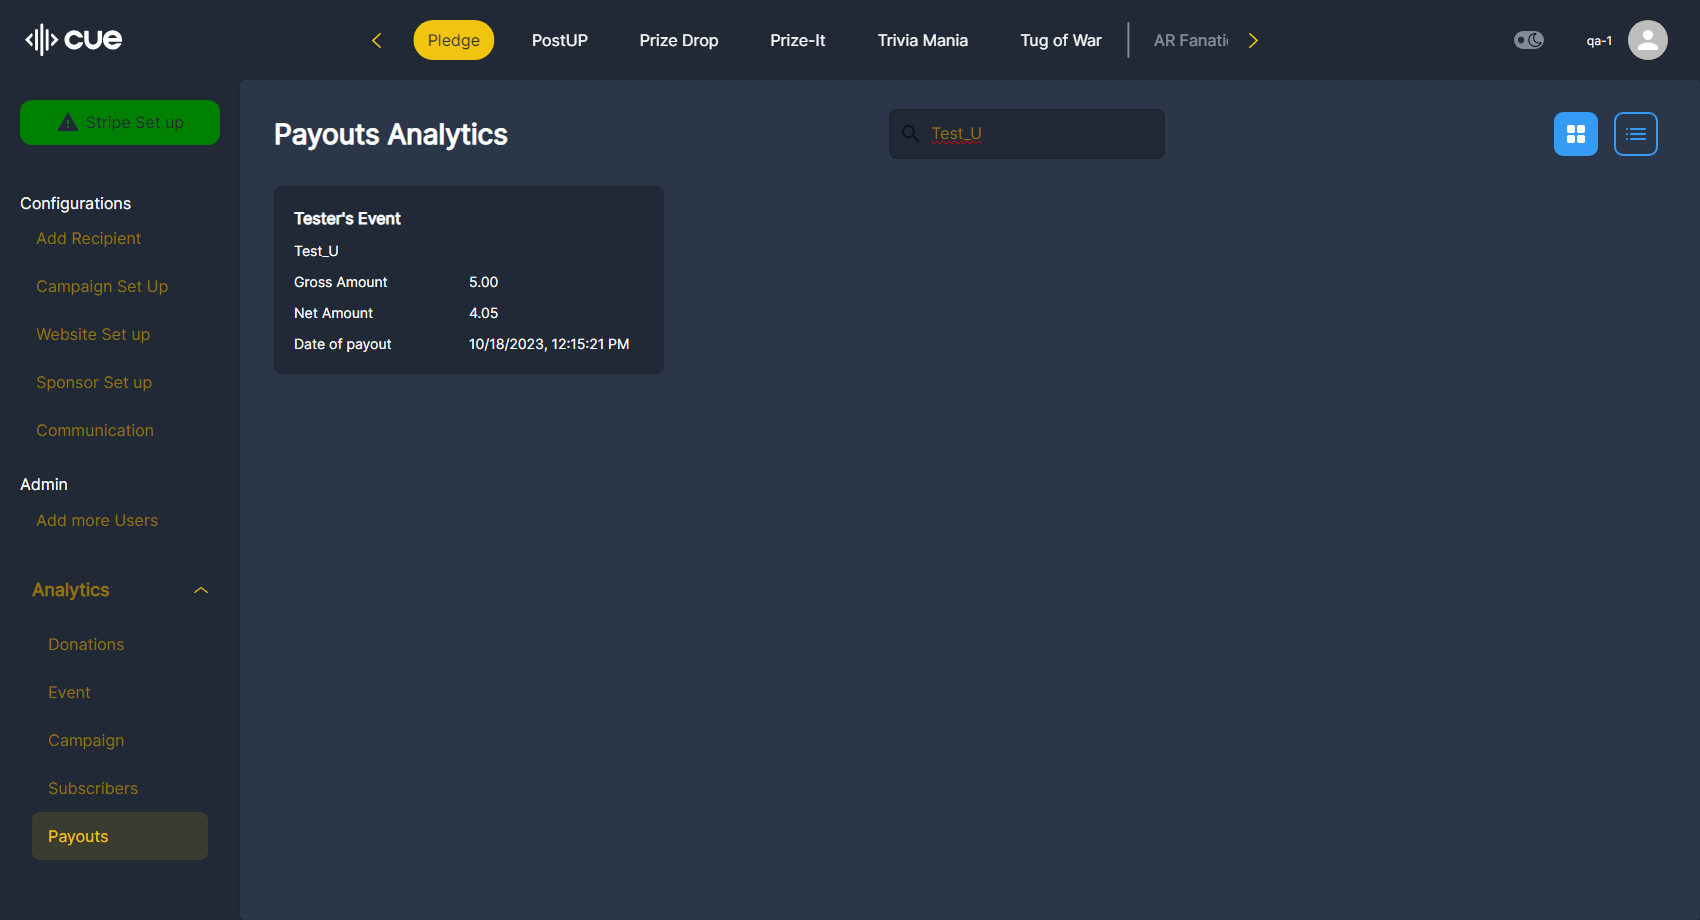 cue
Pledge
PostUP
Prize Drop
Prize-It
Trivia Mania
Tug of War
AR Fanati
qa-1
Stripe Set up
Configurations
Add Recipient
Campaign Set Up
Website Set up
Sponsor Set up
Communication
Admin
Add more Users
Analytics
Donations
Event
Campaign
Subscribers
Payouts
Payouts Analytics
Test_U
Tester's Event
Test_U
Gross Amount 5.00
Net Amount 4.05
Date of payout 10/18/2023, 12:15:21 PM